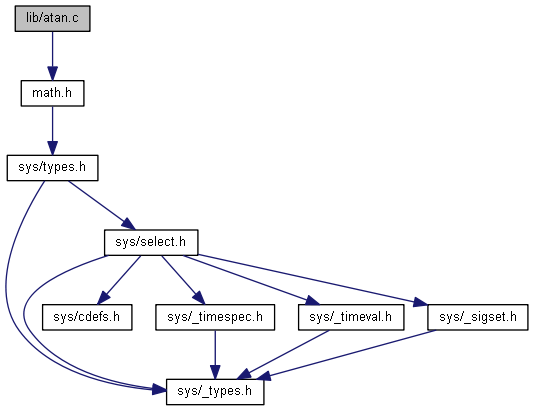 lib/atan.c
math.h
sys/types.h
sys/select.h
sys/cdefs.h
sys/_timespec.h
sys/_timeval.h
sys/_sigset.h
sys/_types.h